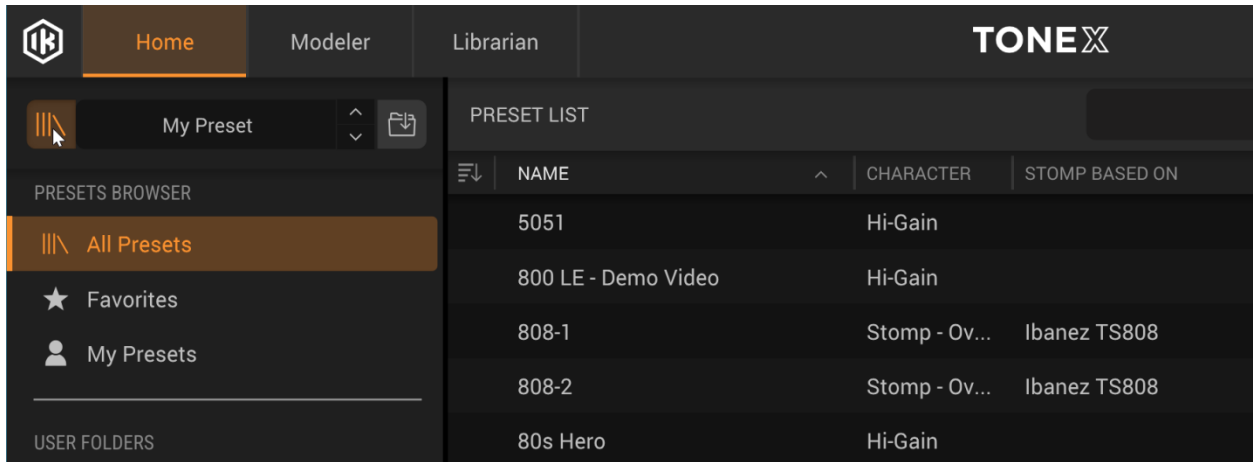 Home Modeler Librarian TONEX
My Preset
PRESET LIST
NAME CHARACTER STOMP BASED ON
PRESETS BROWSER
All Presets
Favorites
My Presets
USER FOLDERS
5051 Hi-Gain
800 LE - Demo Video Hi-Gain
808-1 Stomp - Ov... Ibanez TS808
808-2 Stomp - Ov... Ibanez TS808
80s Hero Hi-Gain